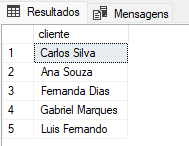 Resultados Mensagens
cliente
1 Carlos Silva
2 Ana Souza
3 Fernanda Dias
4 Gabriel Marques
5 Luis Fernando